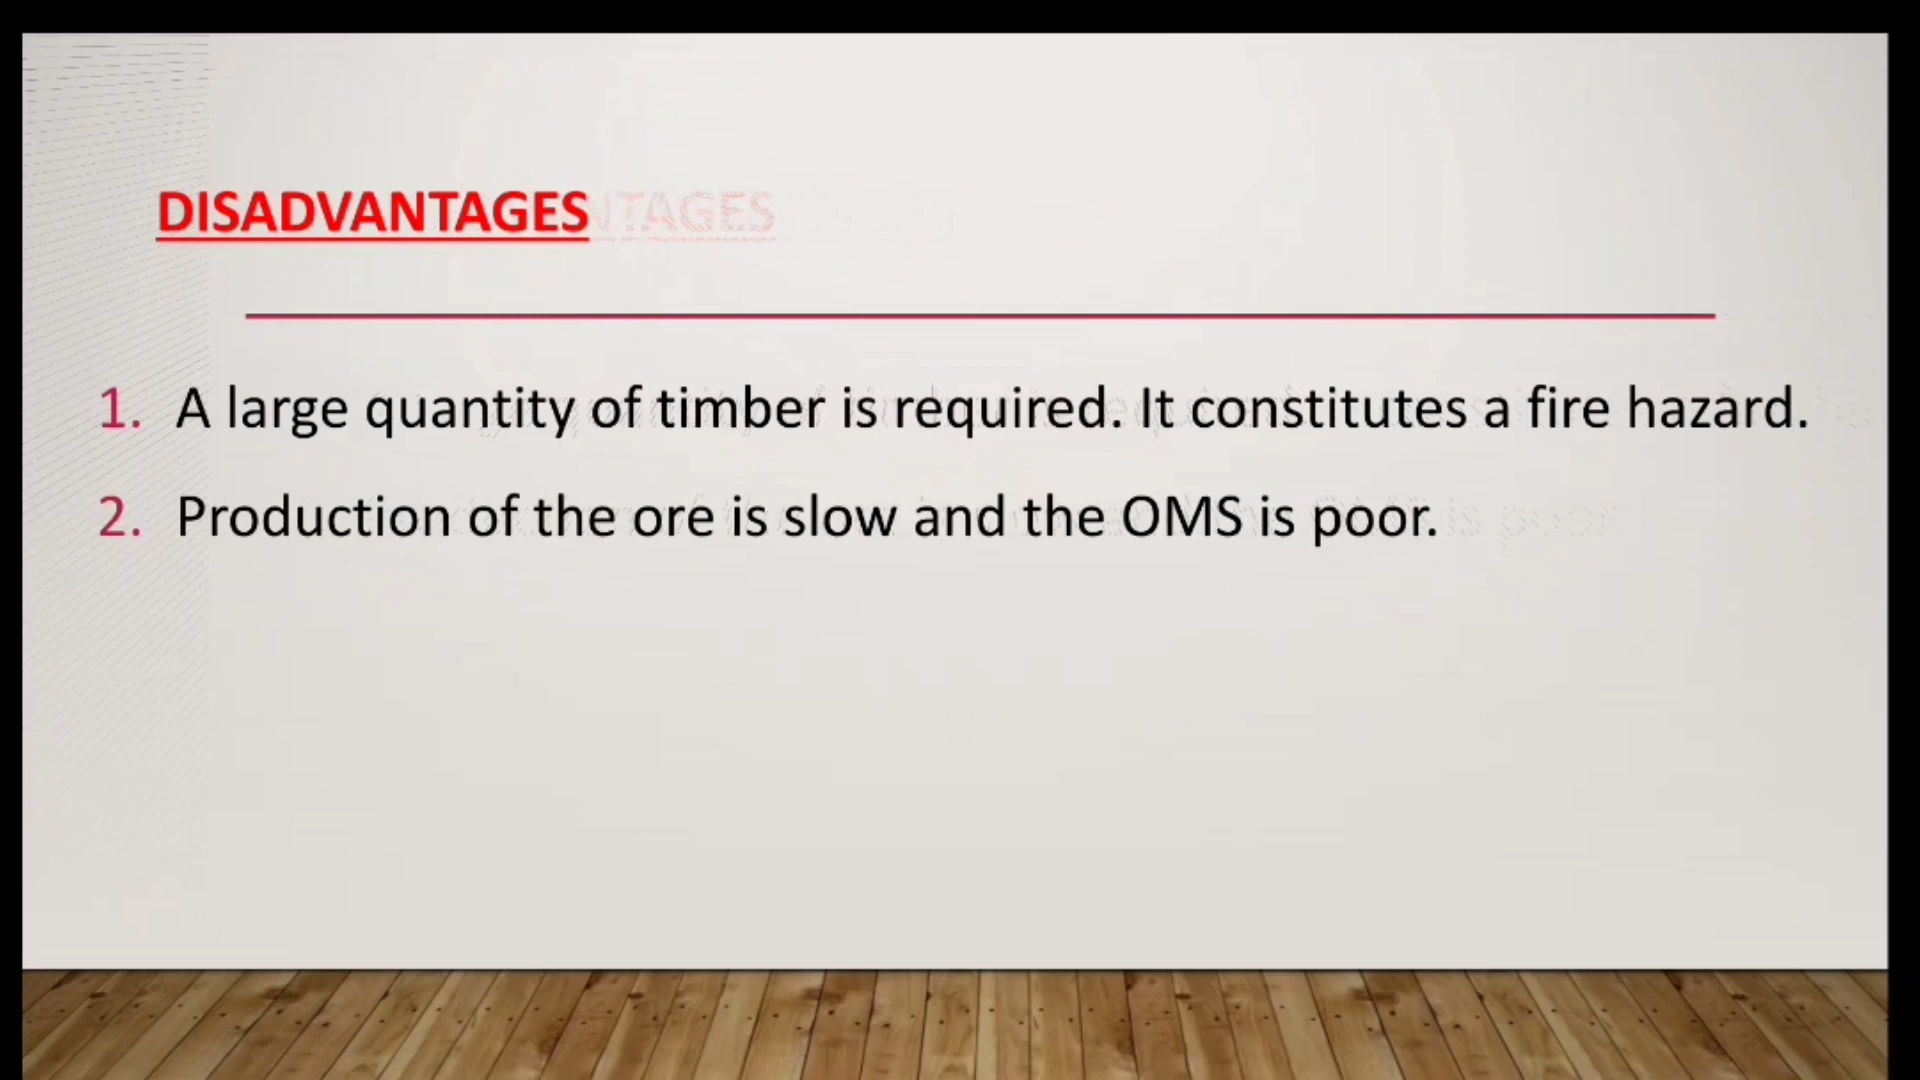 DISADVANTAGES
1. A large quantity of timber is required. It constitutes a fire hazard.
2. Production of the ore is slow and the OMS is poor.